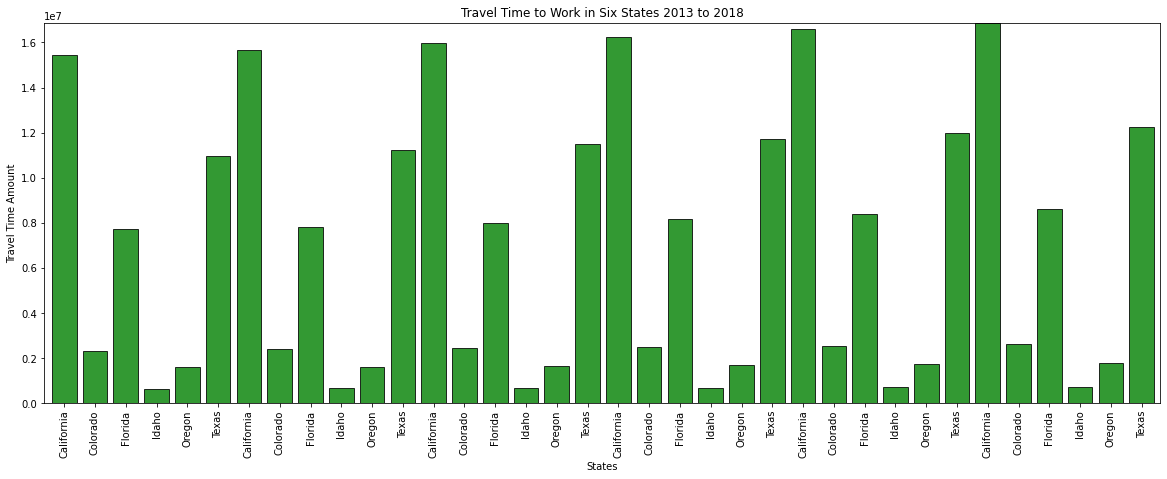 Travel Time to Work in Six States 2013 to 2018
1e7
1.6
1.4
1.2
1.0
0.8
0.6
0.4
0.2
0.0
Travel Time Amount
California
Colorado
Florida
Idaho
Oregon
Texas
California
Colorado
Florida
Idaho
Oregon
Texas
California
Colorado
Florida
Idaho
Oregon
Texas
California
Colorado
Florida
Idaho
Oregon
Texas
California
Colorado
Florida
Idaho
Oregon
Texas
California
Colorado
Florida
Idaho
Oregon
Texas
States